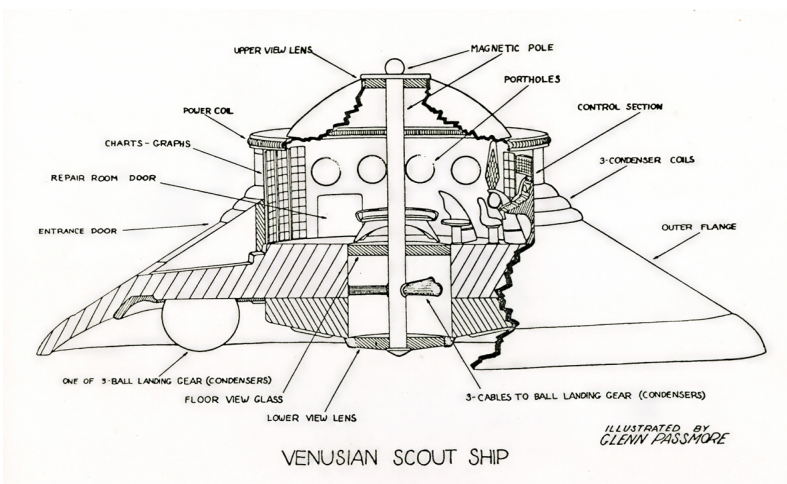 UPPER VIEW LENS
MAGNETIC POLE
PORTHOLES
POWER COIL
CONTROL SECTION
CHARTS - GRAPHS
3-CONDENSER COILS
REPAIR ROOM DOOR
ENTRANCE DOOR
OUTER FLANGE
ONE OF 3-BALL LANDING GEAR (CONDENSERS)
FLOOR VIEW GLASS
3-CABLES TO BALL LANDING GEAR (CONDENSERS)
LOWER VIEW LENS
ILLUSTRATED BY
GLENN PASSMORE
VENUSIAN SCOUT SHIP